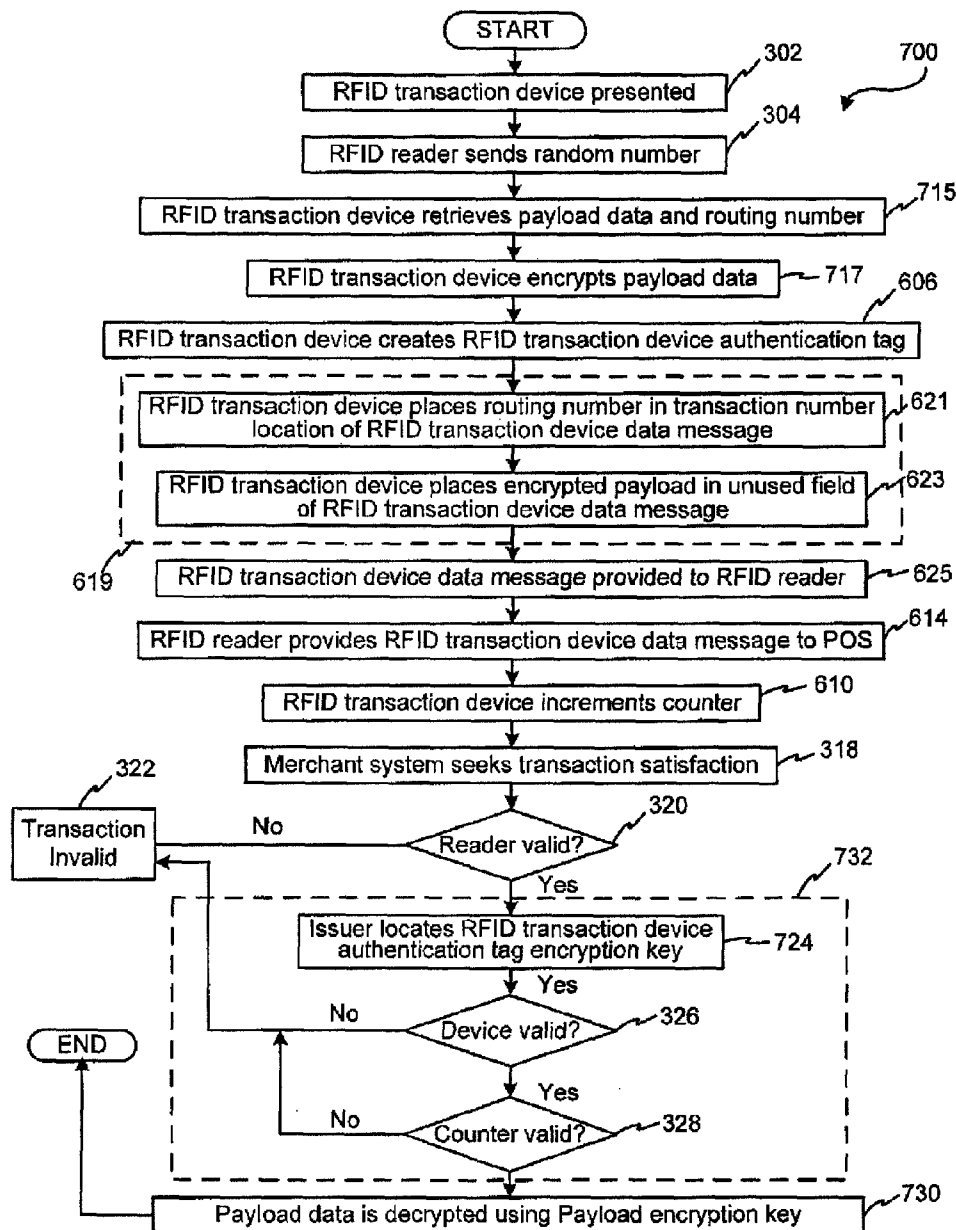 START
302
700
RFID transaction device presented
304
RFID reader sends random number
715
RFID transaction device retrieves payload data and routing number
RFID transaction device encrypts payload data
717
606
RFID transaction device creates RFID transaction device authentication tag
RFID transaction device places routing number in transaction number
location of RFID transaction device data message
621
RFID transaction device places encrypted payload in unused field
of RFID transaction device data message
623
619
RFID transaction device data message provided to RFID reader
625
RFID reader provides RFID transaction device data message to POS
614
RFID transaction device increments counter
610
Merchant system seeks transaction satisfaction
318
322
Transaction
Invalid
No
Reader valid?
320
Yes
732
Issuer locates RFID transaction device
authentication tag encryption key
724
Yes
No
Device valid?
326
END
Yes
No
Counter valid?
328
Payload data is decrypted using Payload encryption key
730